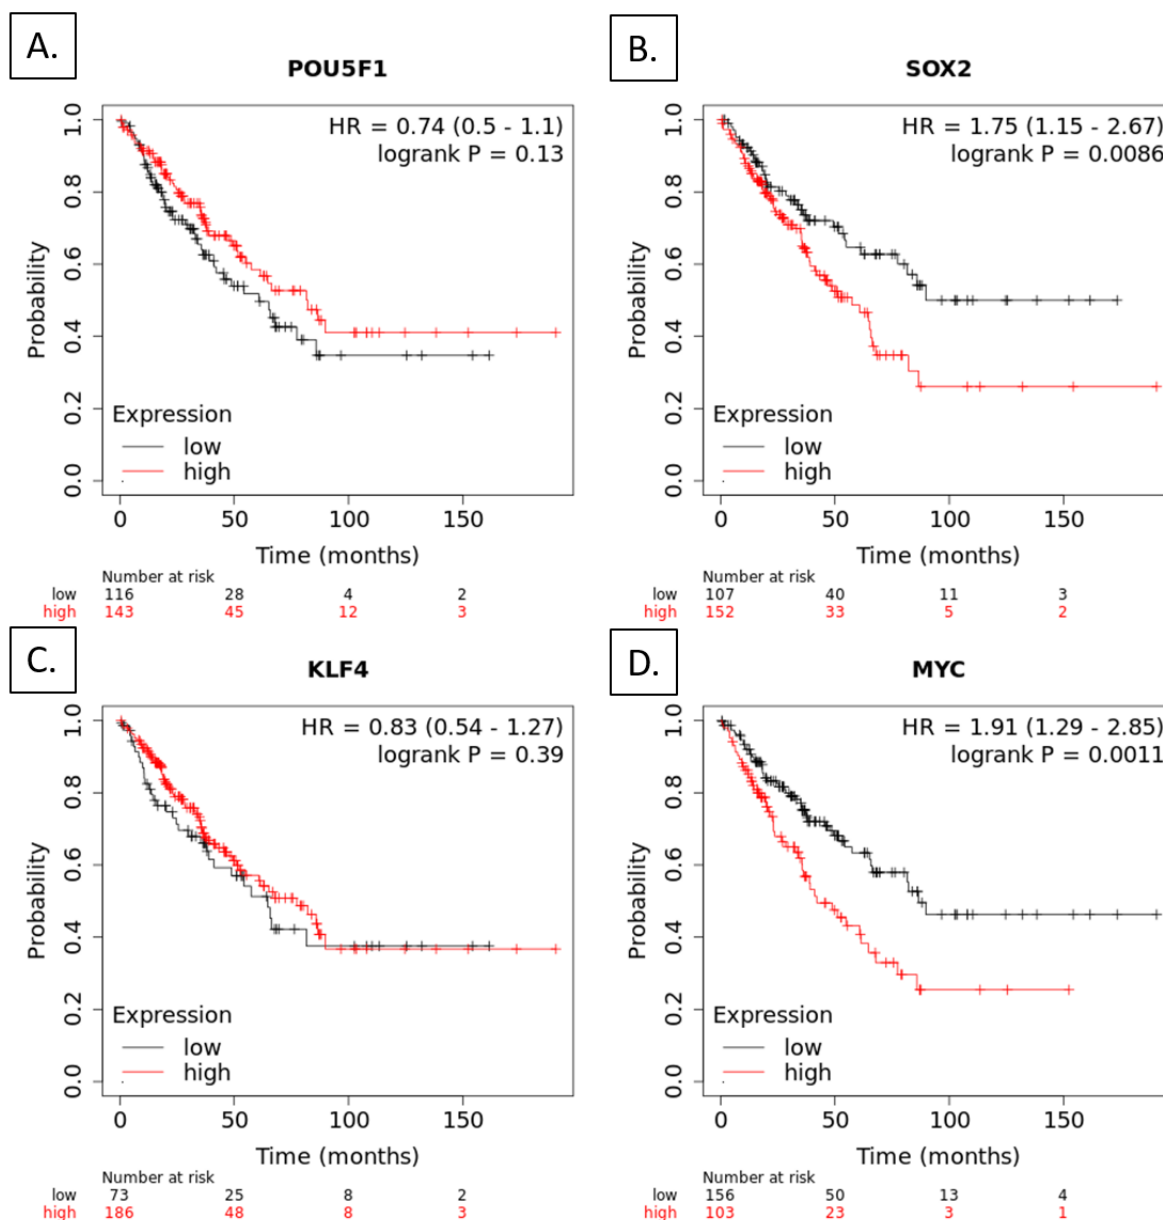 A.
POU5F1
HR = 0.74 (0.5 - 1.1)
logrank P = 0.13
Probability
1.0
0.8
0.6
0.4
0.2
0.0
Expression
low
high
0 50 100 150
Time (months)
Number at risk
low 116 28 4 2
high 143 45 12 3
B.
SOX2
HR = 1.75 (1.15 - 2.67)
logrank P = 0.0086
Probability
1.0
0.8
0.6
0.4
0.2
0.0
Expression
low
high
0 50 100 150
Time (months)
Number at risk
low 107 40 11 3
high 152 33 5 2
C.
KLF4
HR = 0.83 (0.54 - 1.27)
logrank P = 0.39
Probability
1.0
0.8
0.6
0.4
0.2
0.0
Expression
low
high
0 50 100 150
Time (months)
Number at risk
low 73 25 8 2
high 186 48 8 3
D.
MYC
HR = 1.91 (1.29 - 2.85)
logrank P = 0.0011
Probability
1.0
0.8
0.6
0.4
0.2
0.0
Expression
low
high
0 50 100 150
Time (months)
Number at risk
low 156 50 13 4
high 103 23 3 1